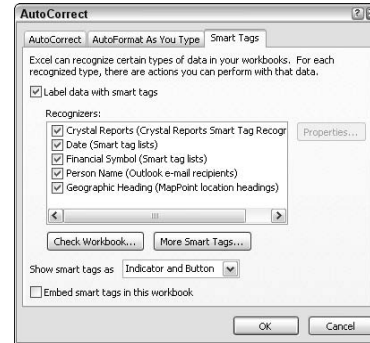 AutoCorrect
AutoCorrect AutoFormat As You Type Smart Tags
Excel can recognize certain types of data in your workbooks. For each
recognized type, there are actions you can perform with that data.
Label data with smart tags
Recognizers:
Crystal Reports (Crystal Reports Smart Tag Recogr
Properties...
Date (Smart tag lists)
Financial Symbol (Smart tag lists)
Person Name (Outlook e-mail recipients)
Geographic Heading (MapPoint location headings)
Check Workbook... More Smart Tags...
Show smart tags as Indicator and Button
Embed smart tags in this workbook
OK Cancel